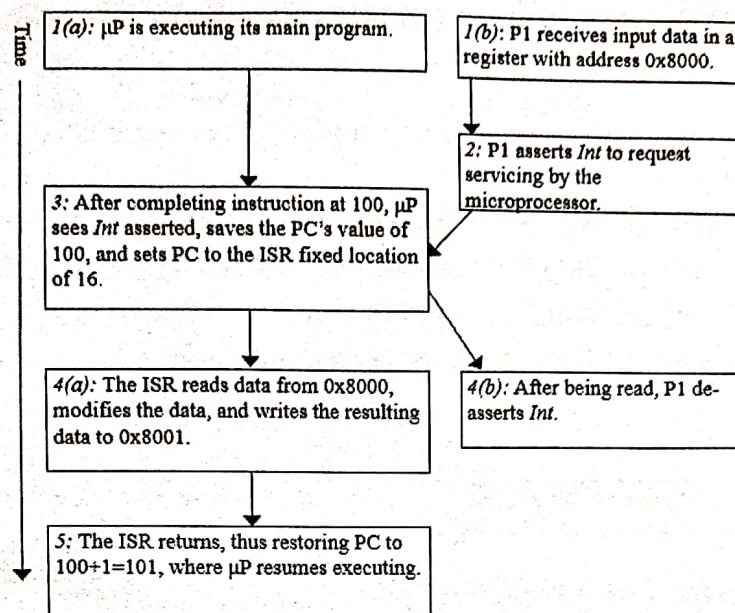 Time
1(a): µP is executing its main program.
1(b): P1 receives input data in a
register with address 0x8000.
2: P1 asserts Int to request
servicing by the
microprocessor.
3: After completing instruction at 100, µP
sees Int asserted, saves the PC's value of
100, and sets PC to the ISR fixed location
of 16.
4(a): The ISR reads data from 0x8000,
modifies the data, and writes the resulting
data to 0x8001.
4(b): After being read, P1 de-
asserts Int.
5: The ISR returns, thus restoring PC to
100+1=101, where µP resumes executing.